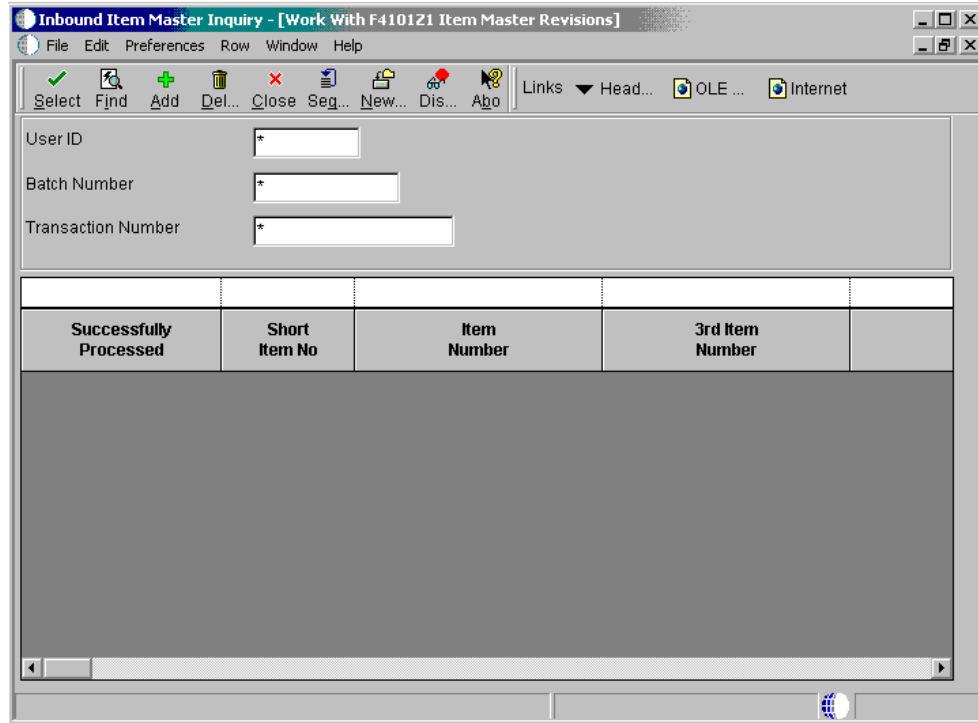 Inbound Item Master Inquiry - [Work With F4101Z1 Item Master Revisions]
File Edit Preferences Row Window Help
Select Find Add Del... Close Seq... New... Dis... Abo Links Head... OLE ... Internet
User ID *
Batch Number *
Transaction Number *
Successfully Processed Short Item No Item Number 3rd Item Number